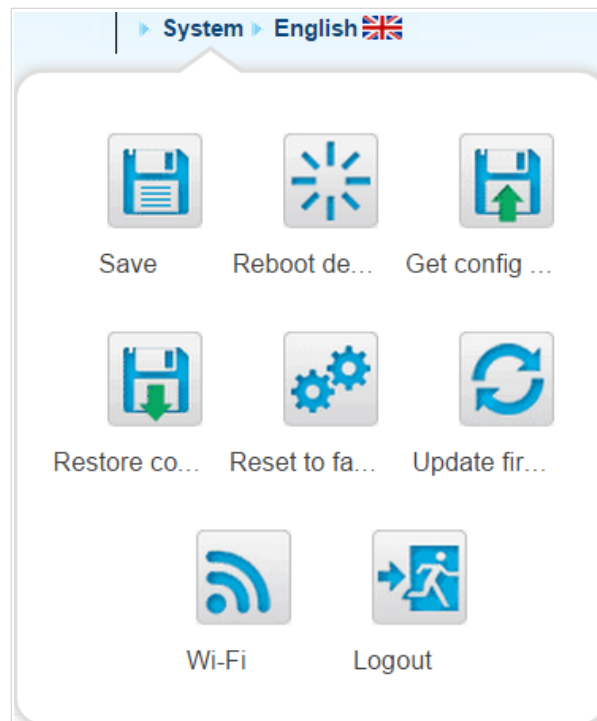 System English
Save Reboot de... Get config ...
Restore co... Reset to fa... Update fir...
Wi-Fi Logout